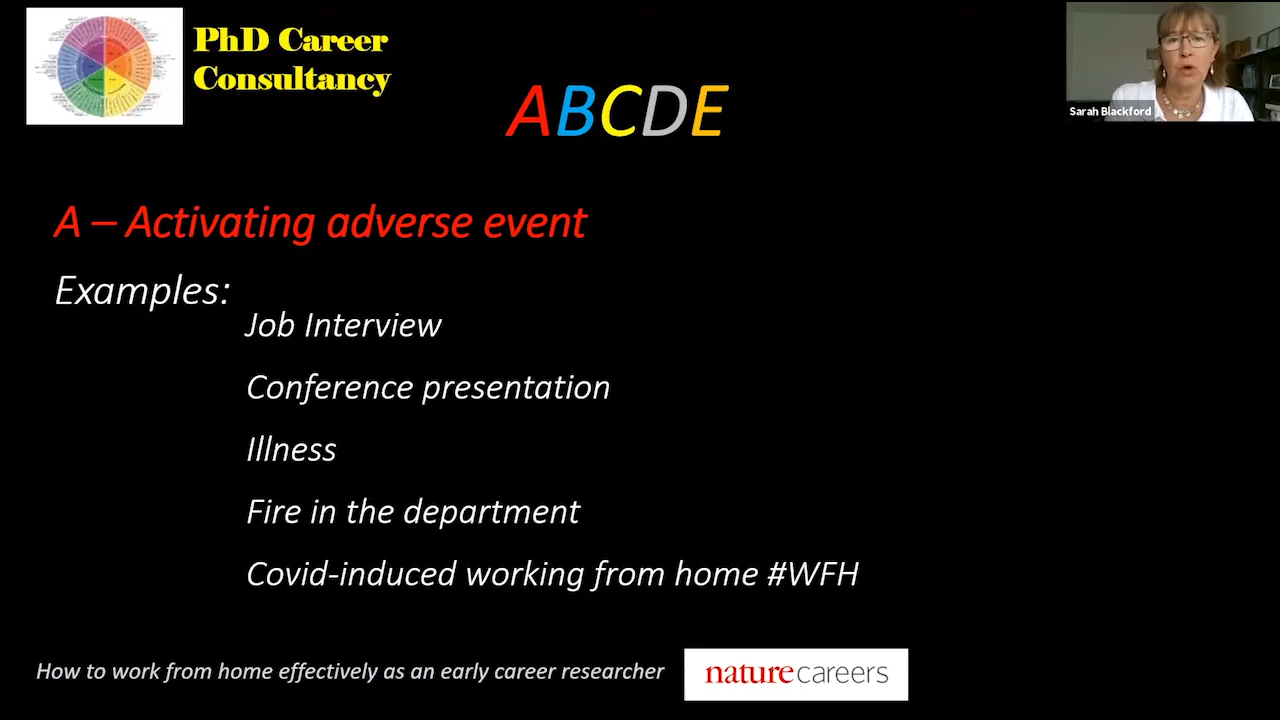 PhD Career
Consultancy
ABCDE
Sarah Blackford
A – Activating adverse event
Examples:
Job Interview
Conference presentation
Illness
Fire in the department
Covid-induced working from home #WFH
How to work from home effectively as an early career researcher
naturecareers